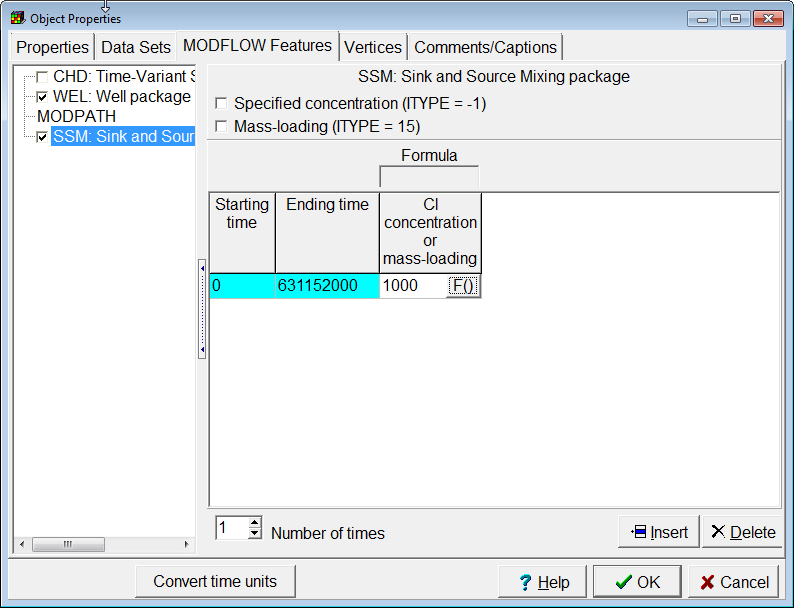 Object Properties
Properties
Data Sets
MODFLOW Features
Vertices
Comments/Captions
CHD: Time-Variant S
WEL: Well package
MODPATH
SSM: Sink and Sour
SSM: Sink and Source Mixing package
Specified concentration (ITYPE = -1)
Mass-loading (ITYPE = 15)
Formula
Starting
time
Ending time
Cl
concentration
or
mass-loading
0
631152000
1000
F()
1
Number of times
Insert
Delete
Convert time units
? Help
OK
Cancel